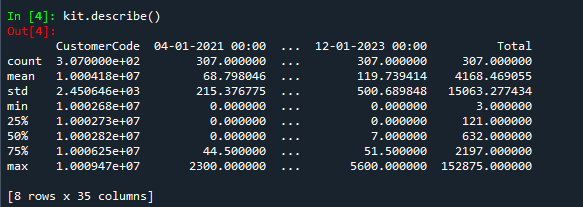 In [4]: kit.describe()
Out[4]:
       CustomerCode  04-01-2021 00:00  ...  12-01-2023 00:00          Total
count  3.070000e+02        307.000000  ...        307.000000     307.000000
mean   1.000418e+07         68.798046  ...        119.739414    4168.469055
std    2.450646e+03        215.376775  ...        500.689848   15063.277434
min    1.000268e+07          0.000000  ...          0.000000       3.000000
25%    1.000273e+07          0.000000  ...          0.000000     121.000000
50%    1.000282e+07          0.000000  ...          7.000000     632.000000
75%    1.000625e+07         44.500000  ...         51.500000    2197.000000
max    1.000947e+07       2300.000000  ...       5600.000000  152875.000000
[8 rows x 35 columns]